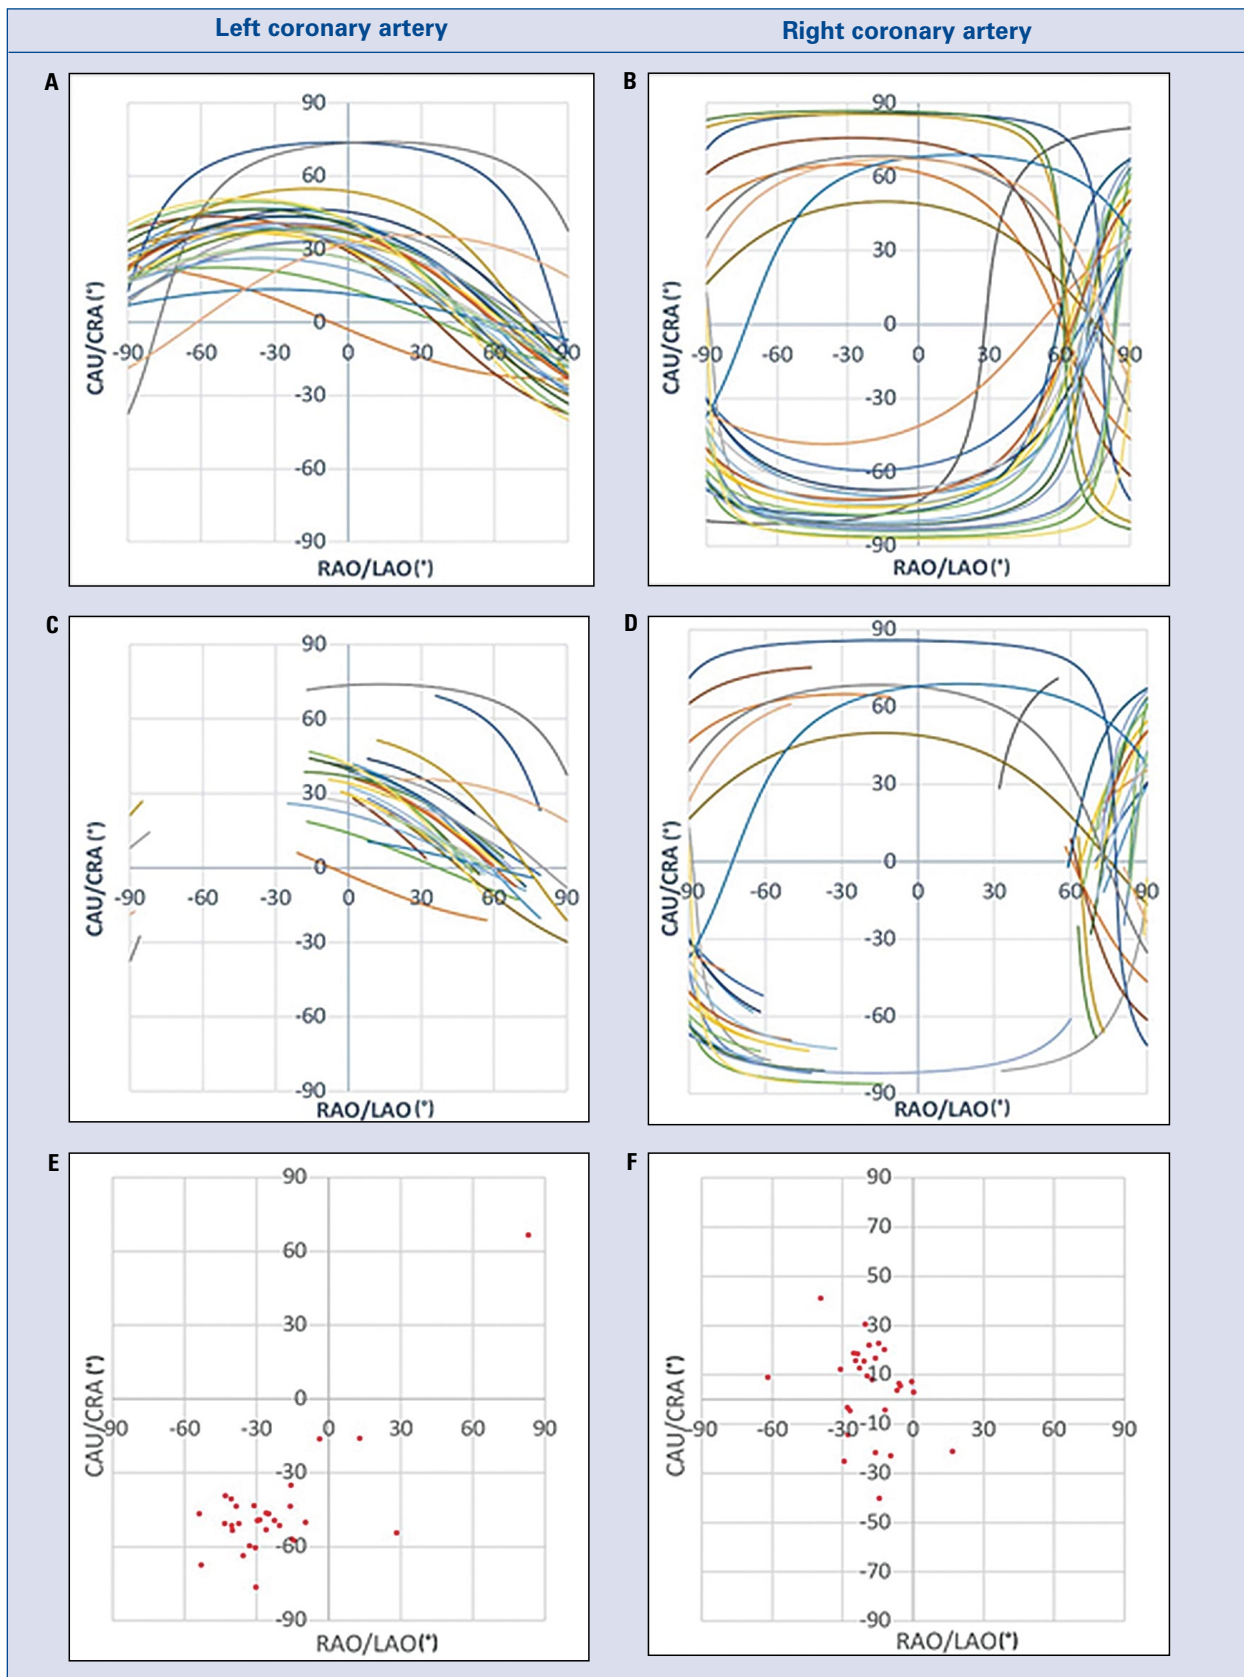 Left coronary artery
Right coronary artery
A
90
60
30
0
-90 -60 -30 0 30 60 90
-30
-60
-90
CAU/CRA (°)
RAO/LAO (°)
B
90
60
30
0
-90 -60 -30 0 30 60 90
-30
-60
-90
CAU/CRA (°)
RAO/LAO (°)
C
90
60
30
0
-90 -60 -30 0 30 60 90
-30
-60
-90
CAU/CRA (°)
RAO/LAO (°)
D
90
60
30
0
-90 -60 -30 0 30 60 90
-30
-60
-90
CAU/CRA (°)
RAO/LAO (°)
E
90
60
30
0
-90 -60 -30 0 30 60 90
-30
-60
-90
CAU/CRA (°)
RAO/LAO (°)
F
90
70
50
30
10
-10
-90 -60 -30 0 30 60 90
-30
-50
-70
-90
CAU/CRA (°)
RAO/LAO (°)